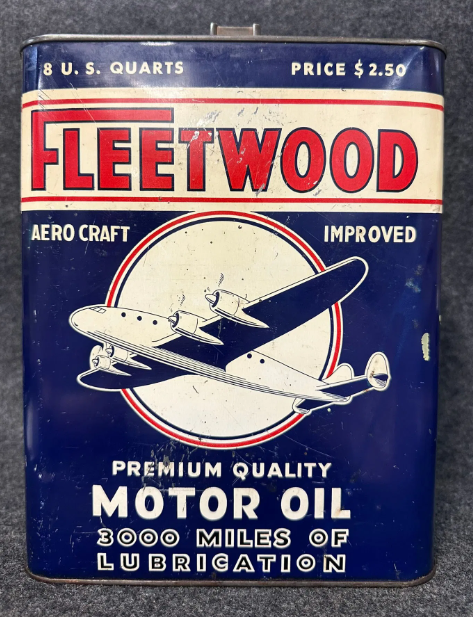 8 U. S. QUARTS PRICE $2.50
FLEETWOOD
AERO CRAFT IMPROVED
PREMIUM QUALITY
MOTOR OIL
3000 MILES OF
LUBRICATION